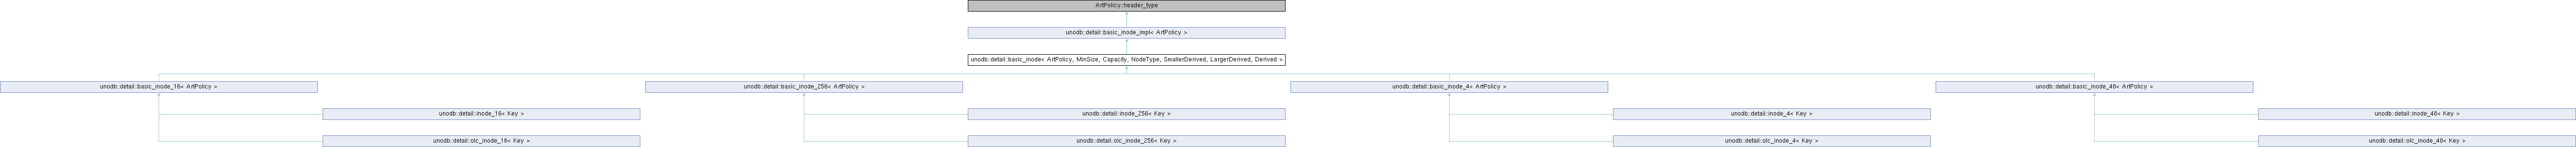 ArtPolicy::header_type
unodb::detail::basic_inode_impl< ArtPolicy >
unodb::detail::basic_inode< ArtPolicy, MinSize, Capacity, NodeType, SmallerDerived, LargerDerived, Derived >
unodb::detail::basic_inode_16< ArtPolicy >
unodb::detail::basic_inode_256< ArtPolicy >
unodb::detail::basic_inode_4< ArtPolicy >
unodb::detail::basic_inode_48< ArtPolicy >
unodb::detail::inode_16< Key >
unodb::detail::inode_256< Key >
unodb::detail::inode_4< Key >
unodb::detail::inode_48< Key >
unodb::detail::olc_inode_16< Key >
unodb::detail::olc_inode_256< Key >
unodb::detail::olc_inode_4< Key >
unodb::detail::olc_inode_48< Key >